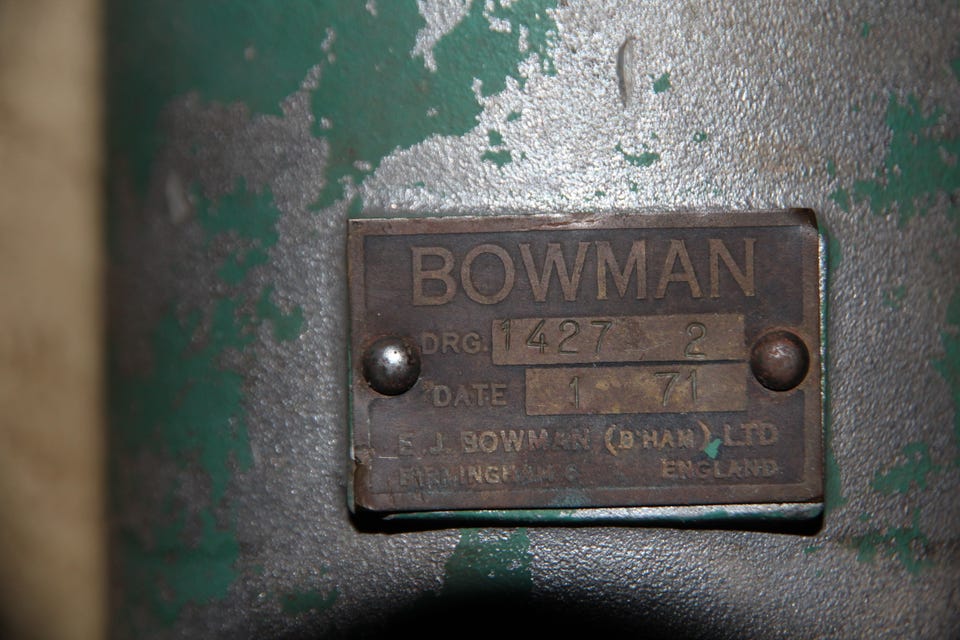 BOWMAN
DRG. 1427 2
DATE 1 71
E.J. BOWMAN (B'HAM) LTD
BIRMINGHAM 6 ENGLAND